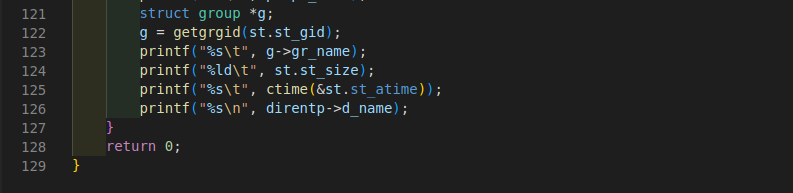 121 struct group *g;
122 g = getgrgid(st.st_gid);
123 printf("%s\t", g->gr_name);
124 printf("%ld\t", st.st_size);
125 printf("%s\t", ctime(&st.st_atime));
126 printf("%s\n", direntp->d_name);
127 }
128 return 0;
129 }